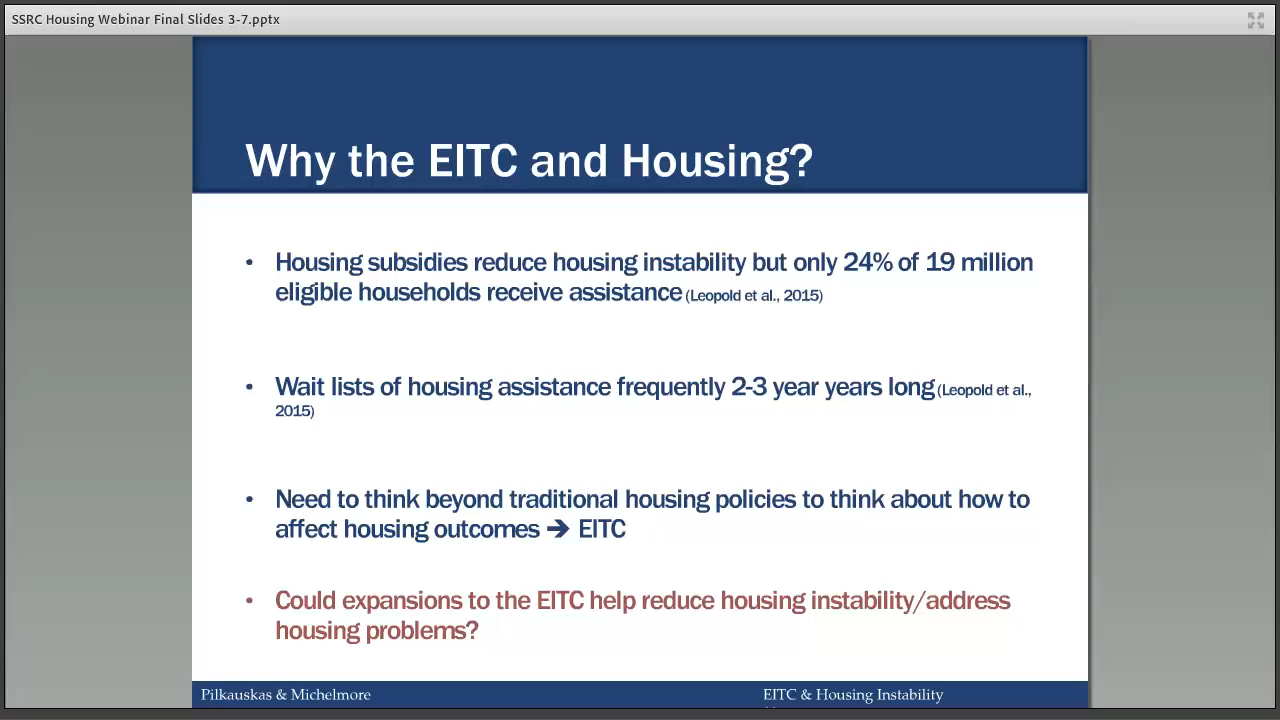 SSRC Housing Webinar Final Slides 3-7.pptx
Why the EITC and Housing?
• Housing subsidies reduce housing instability but only 24% of 19 million
eligible households receive assistance (Leopold et al., 2015)
• Wait lists of housing assistance frequently 2-3 year years long (Leopold et al.,
2015)
• Need to think beyond traditional housing policies to think about how to
affect housing outcomes ➔ EITC
• Could expansions to the EITC help reduce housing instability/address
housing problems?
Pilkauskas & Michelmore
EITC & Housing Instability